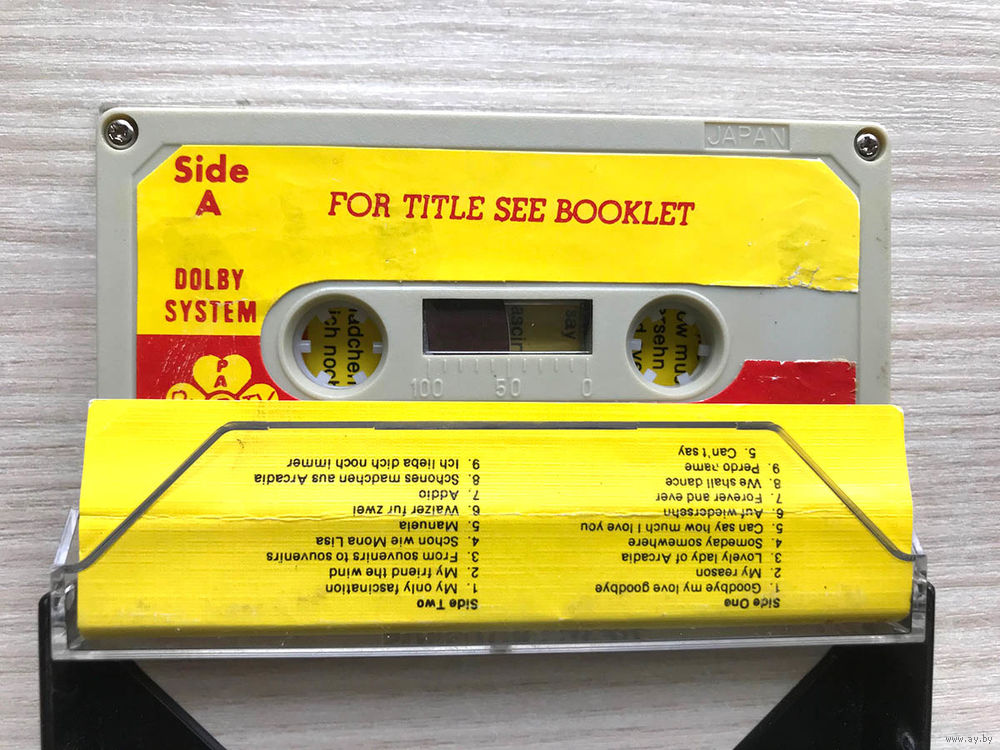 JAPAN
Side
A
FOR TITLE SEE BOOKLET
DOLBY
SYSTEM
P
A
ascin
say
100 50 0
Side One
1. Goodbye my love goodbye
2. My reason
3. Lovely lady of Arcadia
4. Someday somewhere
5. Can say how much I love you
6. Auf wiedersehn
7. Forever and ever
8. We shall dance
9. Perdo name
5. Can't say
Side Two
1. My only fascination
2. My friend the wind
3. From souvenirs to souvenirs
4. Schon wie Mona Lisa
5. Manuela
6. Walzer fur zwei
7. Addio
8. Schones madchen aus Arcadia
9. Ich lieba dich noch immer
www.ay.by